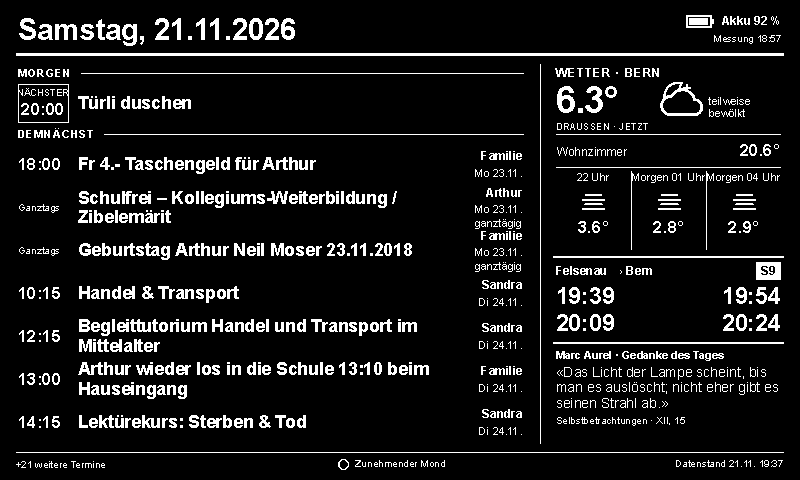 Samstag, 21.11.2026
Akku 92 %
Messung 18:57
MORGEN
NÄCHSTER
20:00
Türli duschen
DEMNÄCHST
18:00
Fr 4.- Taschengeld für Arthur
Familie
Mo 23.11.
Ganztags
Schulfrei – Kollegiums-Weiterbildung /
Zibelemärit
Arthur
Mo 23.11.
ganztägig
Ganztags
Geburtstag Arthur Neil Moser 23.11.2018
Familie
Mo 23.11.
ganztägig
10:15
Handel & Transport
Sandra
Di 24.11.
12:15
Begleittutorium Handel und Transport im
Mittelalter
Sandra
Di 24.11.
13:00
Arthur wieder los in die Schule 13:10 beim
Hauseingang
Familie
Di 24.11.
14:15
Lektürekurs: Sterben & Tod
Sandra
Di 24.11.
WETTER · BERN
6.3°
teilweise
bewölkt
DRAUSSEN · JETZT
Wohnzimmer
20.6°
22 Uhr
Morgen 01 Uhr
Morgen 04 Uhr
3.6°
2.8°
2.9°
Felsenau › Bern
S9
19:39
19:54
20:09
20:24
Marc Aurel · Gedanke des Tages
«Das Licht der Lampe scheint, bis
man es auslöscht; nicht eher gibt es
seinen Strahl ab.»
Selbstbetrachtungen · XII, 15
+21 weitere Termine
Zunehmender Mond
Datenstand 21.11. 19:37